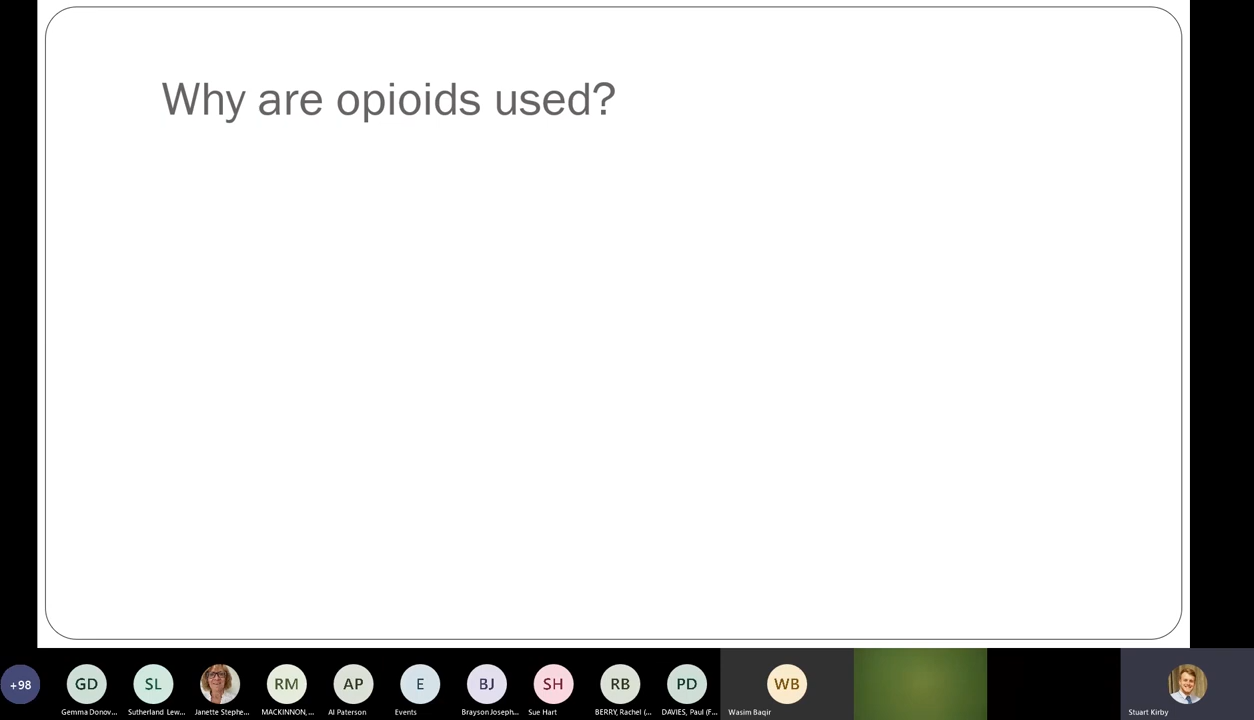 Why are opioids used?
+98
GD
SL
RM
AP
E
BJ
SH
RB
PD
WB
Gemma Donov...
Sutherland Lew...
Janette Stephe...
MACKINNON,...
Al Paterson
Events
Brayson Joseph...
Sue Hart
BERRY, Rachel (...
DAVIES, Paul (F...
Wasim Baqir
Stuart Kirby